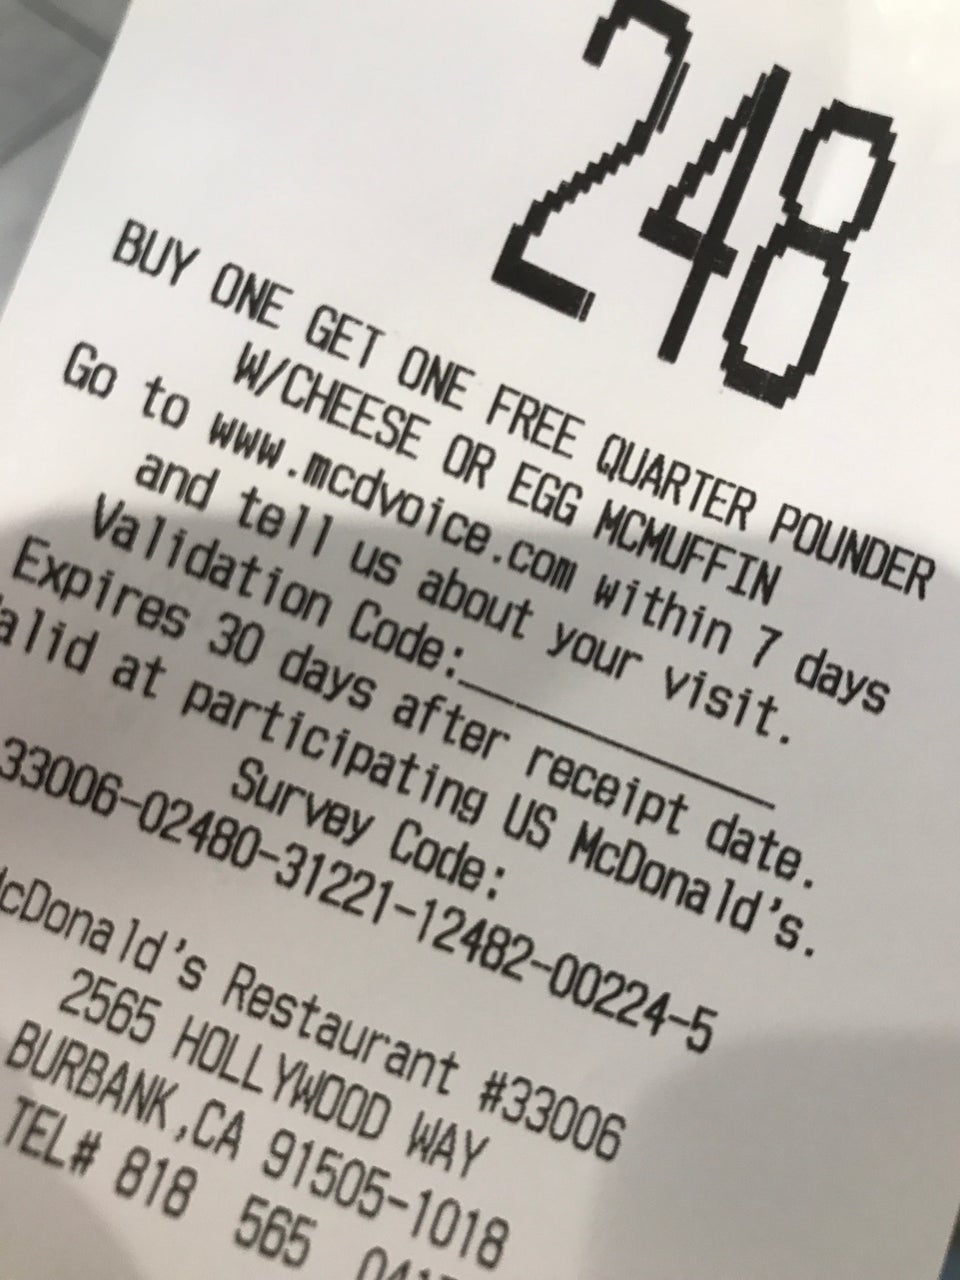 248
BUY ONE GET ONE FREE QUARTER POUNDER
W/CHEESE OR EGG MCMUFFIN
Go to www.mcdvoice.com within 7 days
and tell us about your visit.
Validation Code:____________
Expires 30 days after receipt date.
Valid at participating US McDonald's.
Survey Code:
33006-02480-31221-12482-00224-5
McDonald's Restaurant #33006
2565 HOLLYWOOD WAY
BURBANK,CA 91505-1018
TEL# 818 565